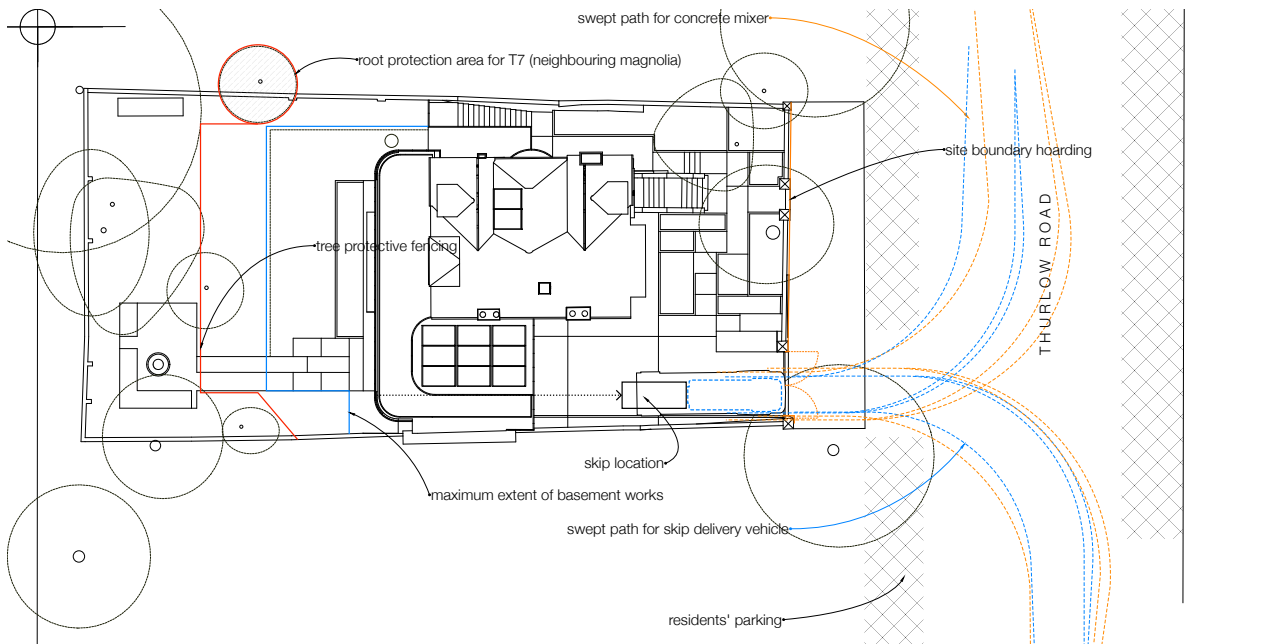 swept path for concrete mixer
root protection area for T7 (neighbouring magnolia)
site boundary hoarding
THURLOW ROAD
tree protective fencing
skip location
maximum extent of basement works
swept path for skip delivery vehicle
residents' parking